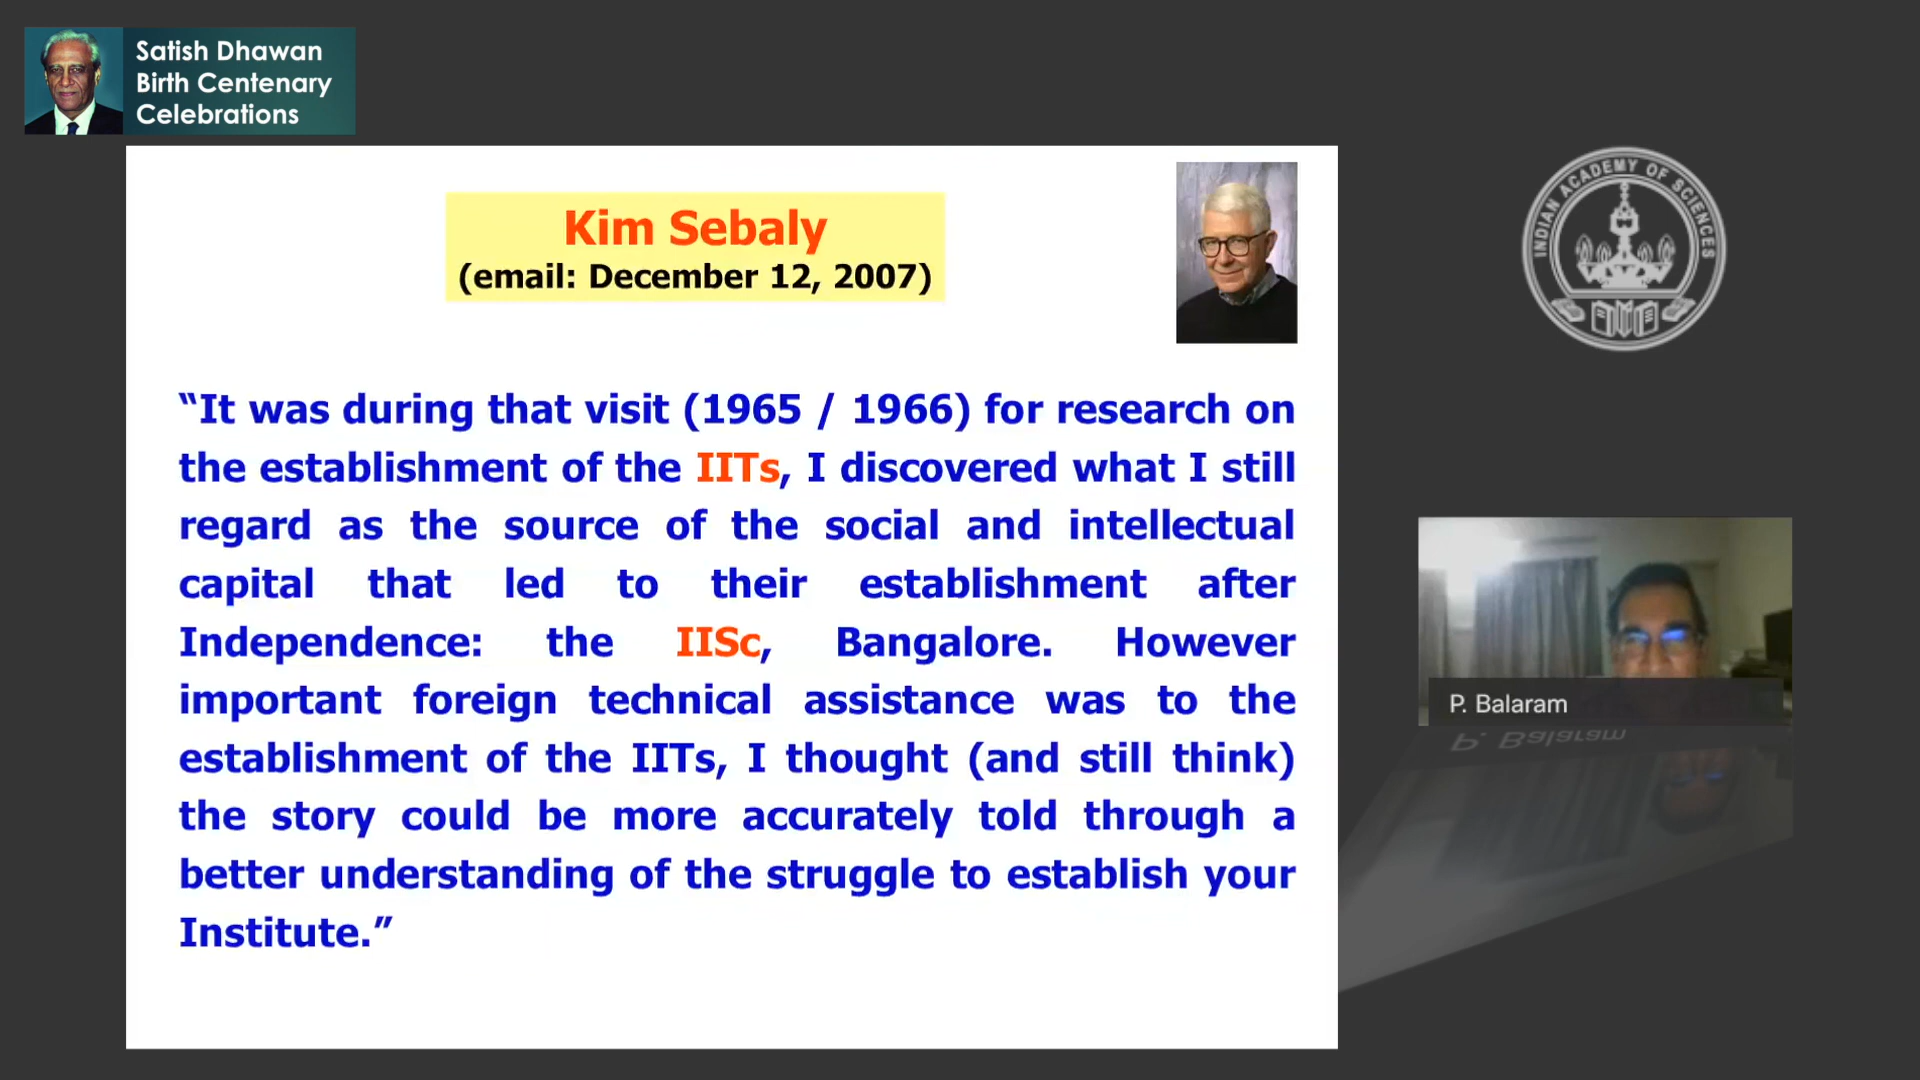 Satish Dhawan
Birth Centenary
Celebrations
Kim Sebaly
(email: December 12, 2007)
“It was during that visit (1965 / 1966) for research on
the establishment of the IITs, I discovered what I still
regard as the source of the social and intellectual
capital that led to their establishment after
Independence: the IISc, Bangalore. However
important foreign technical assistance was to the
establishment of the IITs, I thought (and still think)
the story could be more accurately told through a
better understanding of the struggle to establish your
Institute.”
INDIAN ACADEMY OF SCIENCES
P. Balaram
P. Balaram